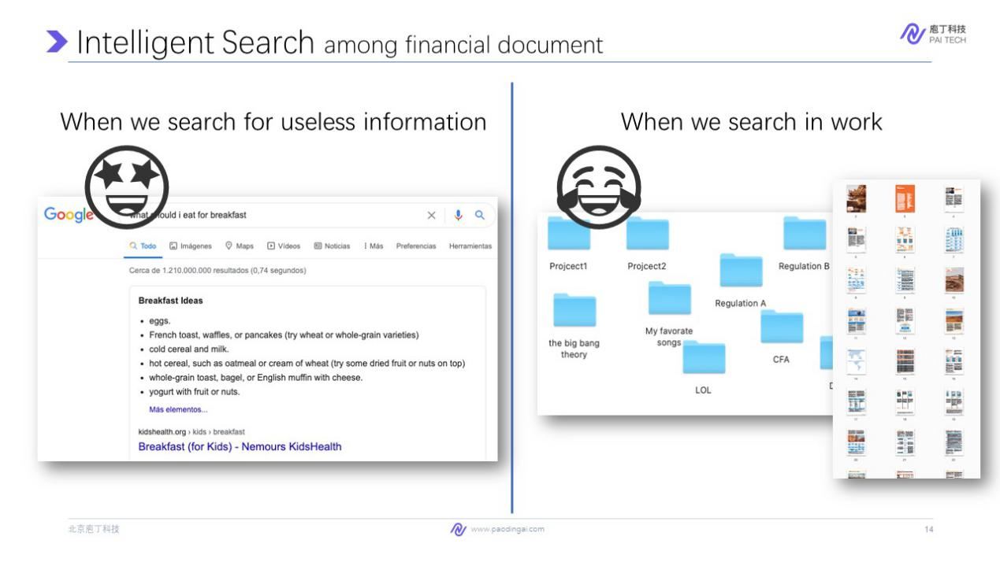 Intelligent Search among financial document
庖丁科技
PAI TECH
When we search for useless information
Google
what should i eat for breakfast
Todo Imágenes Maps Vídeos Noticias Más Preferencias Herramientas
Cerca de 1.210.000.000 resultados (0,74 segundos)
Breakfast Ideas
• eggs.
• French toast, waffles, or pancakes (try wheat or whole-grain varieties)
• cold cereal and milk.
• hot cereal, such as oatmeal or cream of wheat (try some dried fruit or nuts on top)
• whole-grain toast, bagel, or English muffin with cheese.
• yogurt with fruit or nuts.
Más elementos...
kidshealth.org › kids › breakfast
Breakfast (for Kids) - Nemours KidsHealth
When we search in work
Projcect1
Projcect2
Regulation B
Regulation A
the big bang
theory
My favorite
songs
CFA
LOL
北京庖丁科技
www.paodingai.com
14